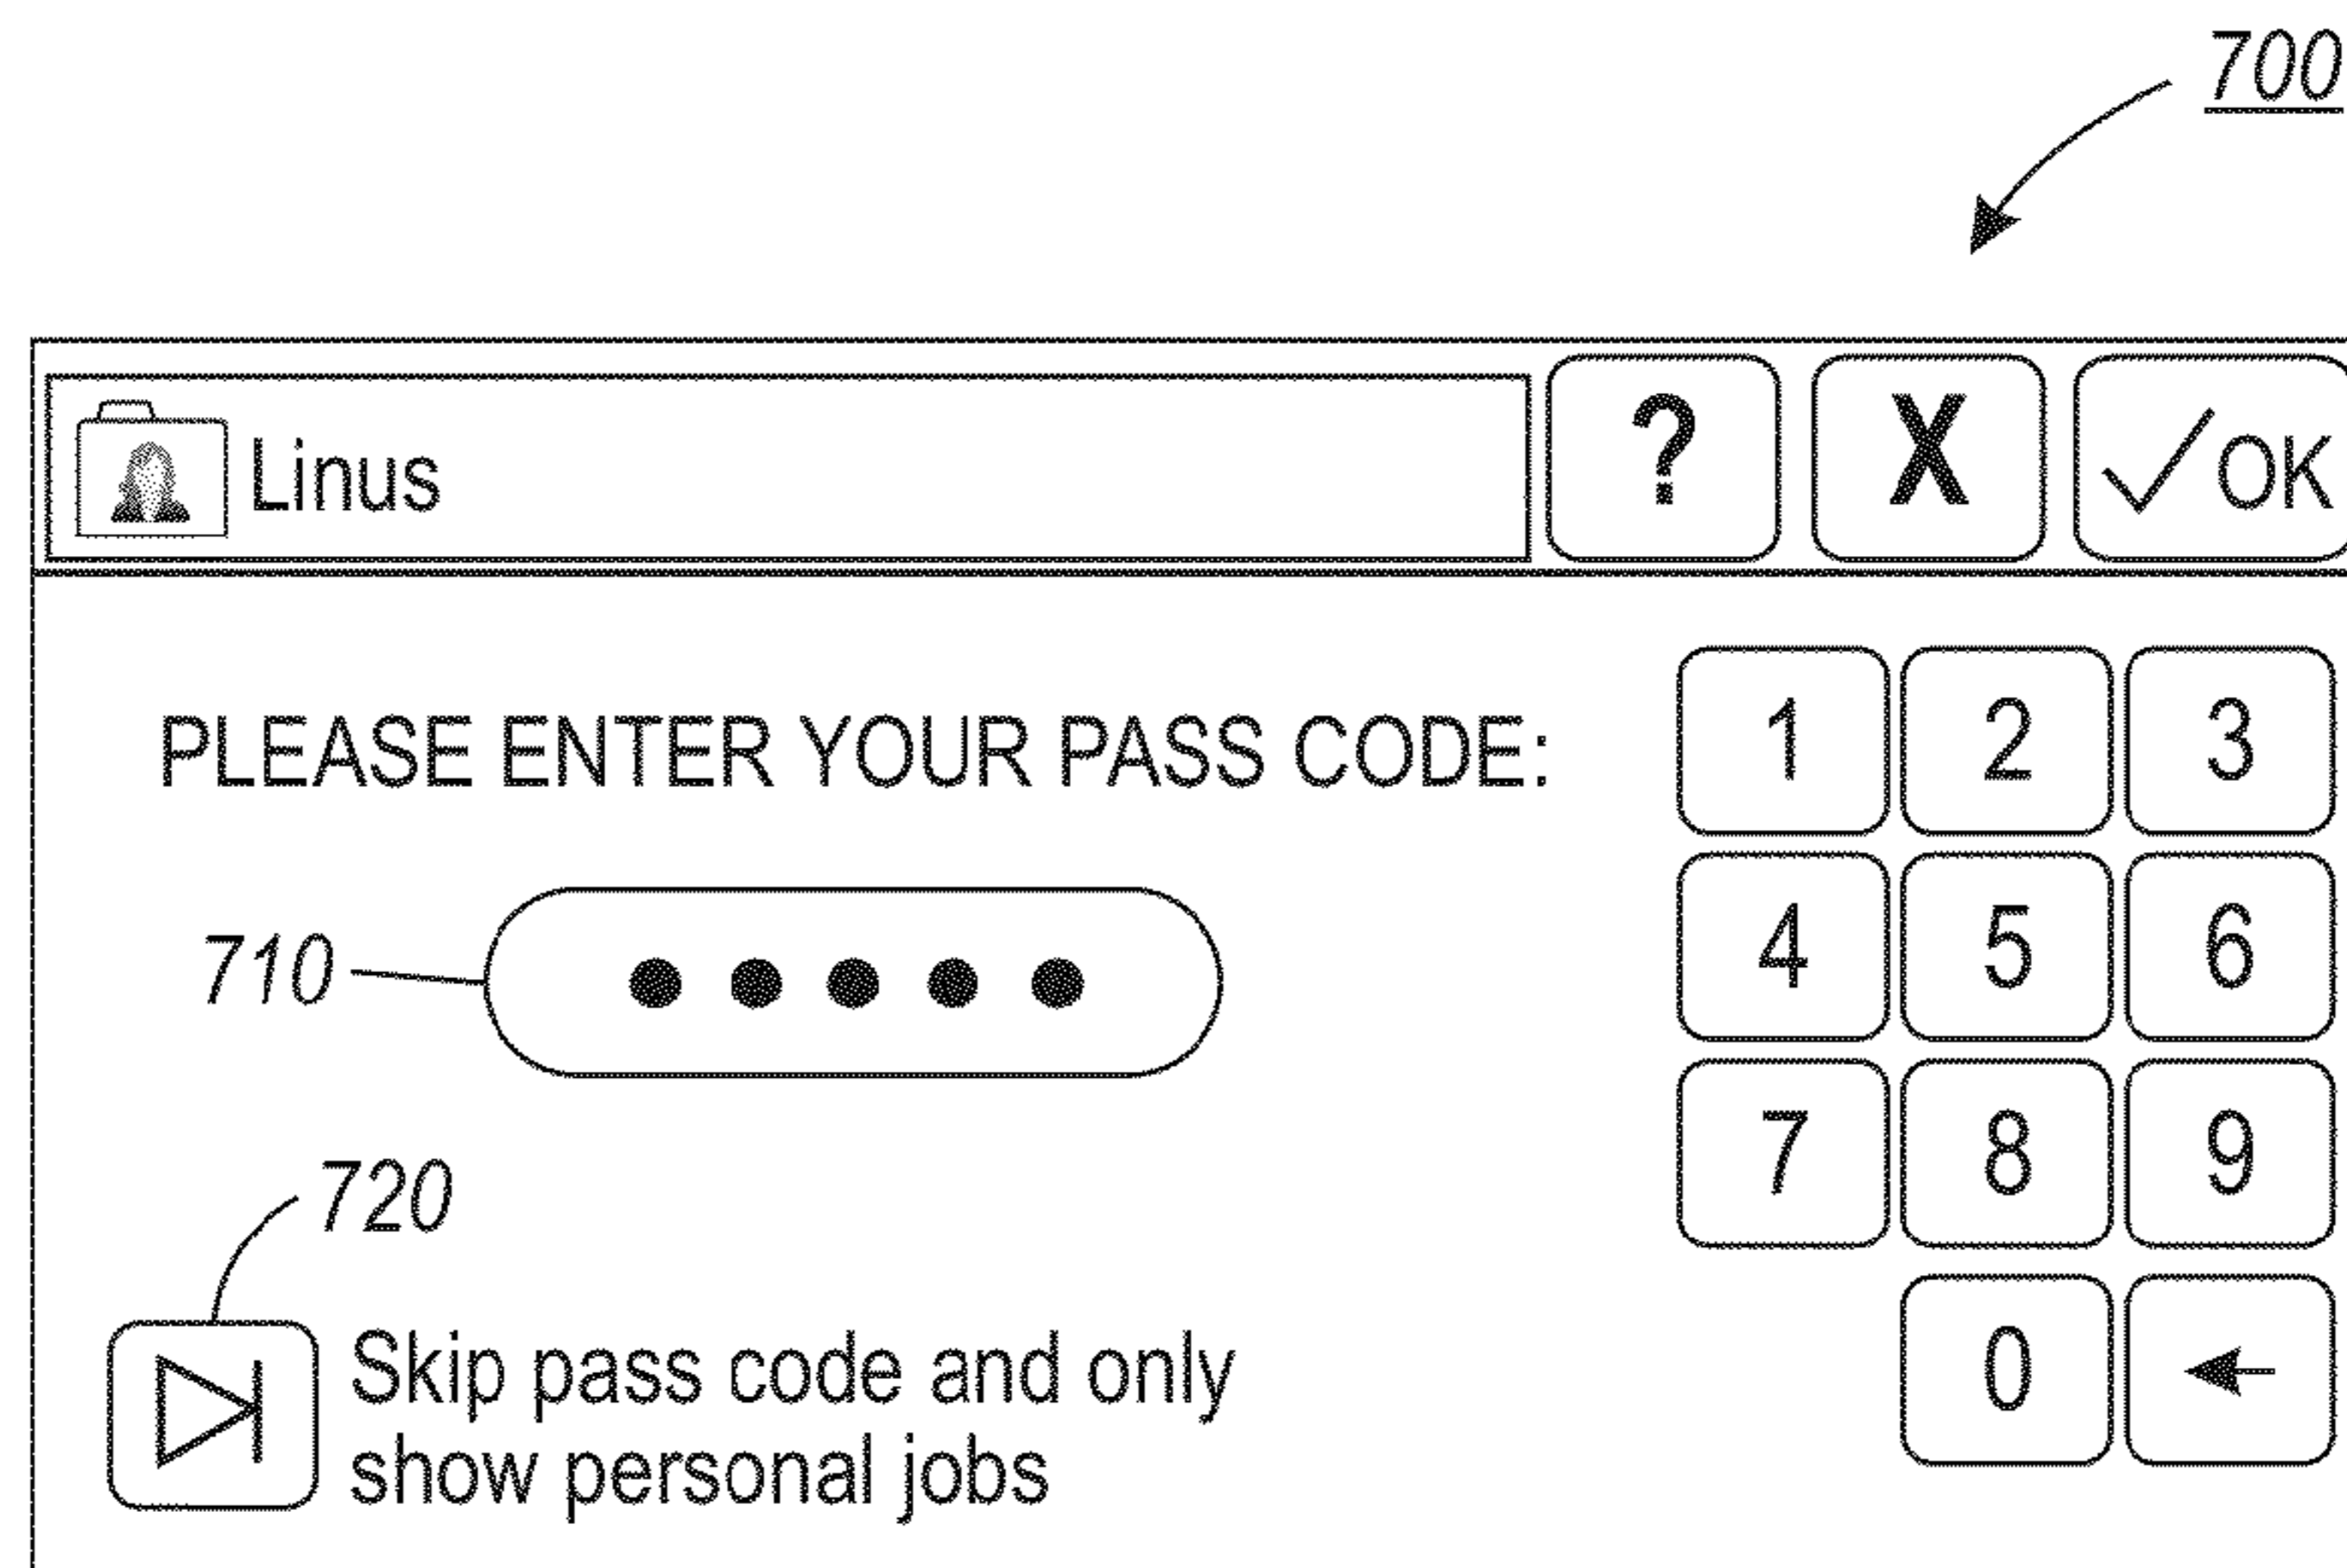 700
Linus ? X ✓OK
PLEASE ENTER YOUR PASS CODE:
1 2 3
710
4 5 6
7 8 9
720
0 ←
Skip pass code and only
show personal jobs